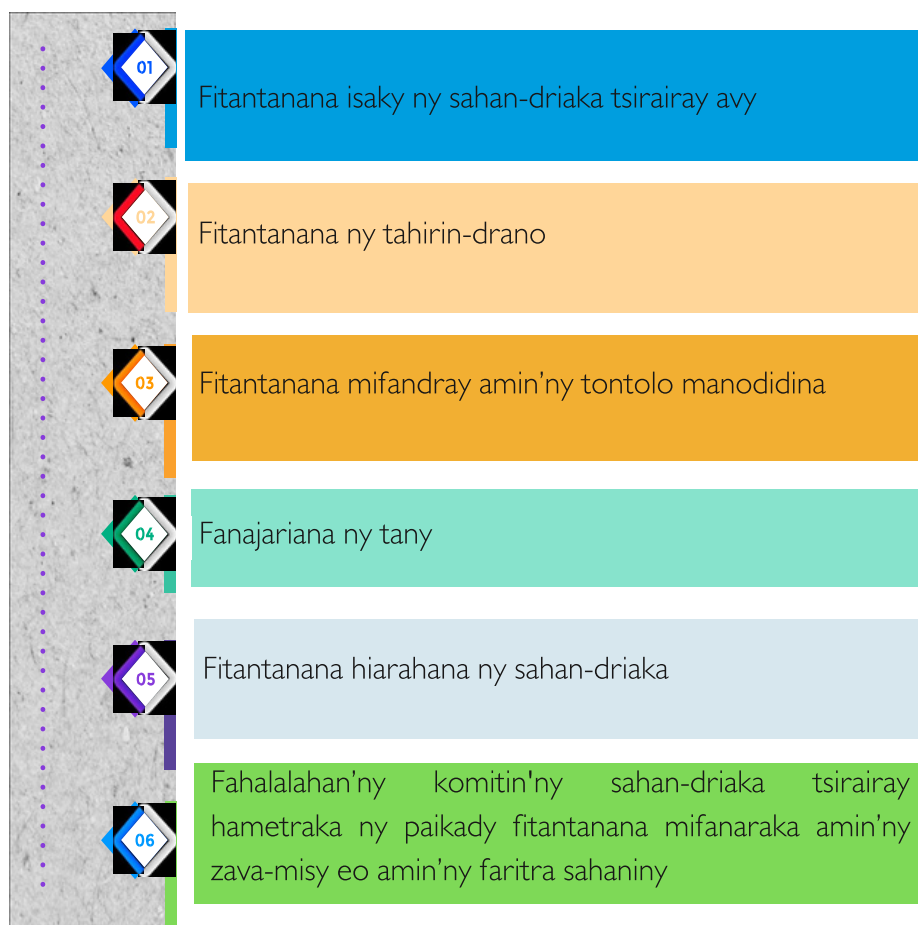 01
Fitantanana isaky ny sahan-driaka tsirairay avy
02
Fitantanana ny tahirin-drano
03
Fitantanana mifandray amin’ny tontolo manodidina
04
Fanajariana ny tany
05
Fitantanana hiarahana ny sahan-driaka
06
Fahalalahan’ny komitin'ny sahan-driaka tsirairay
hametraka ny paikady fitantanana mifanaraka amin’ny
zava-misy eo amin’ny faritra sahaniny